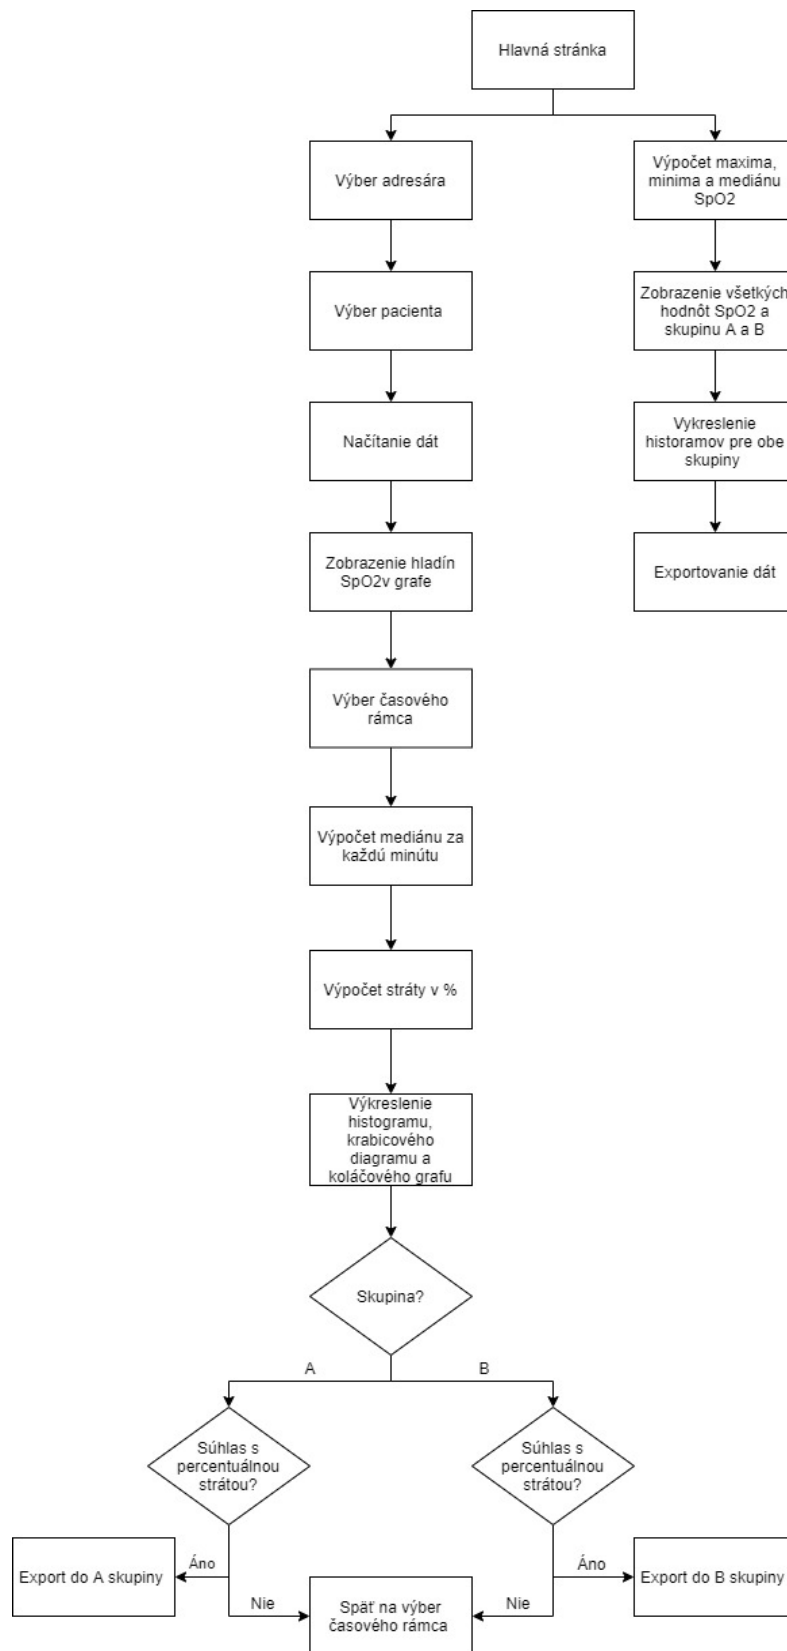 Hlavná stránka
Výber adresára
Výpočet maxima,
minima a mediánu
SpO2
Výber pacienta
Zobrazenie všetkých
hodnôt SpO2 a
skupinu A a B
Načítanie dát
Vykreslenie
historamov pre obe
skupiny
Zobrazenie hladín
SpO2v grafe
Exportovanie dát
Výber časového
rámca
Výpočet mediánu za
každú minútu
Výpočet stráty v %
Výkreslenie
histogramu,
krabicového
diagramu a
koláčového grafu
Skupina?
A
B
Súhlas s
percentuálnou
strátou?
Súhlas s
percentuálnou
strátou?
Export do A skupiny
Áno
Áno
Export do B skupiny
Nie
Späť na výber
časového rámca
Nie